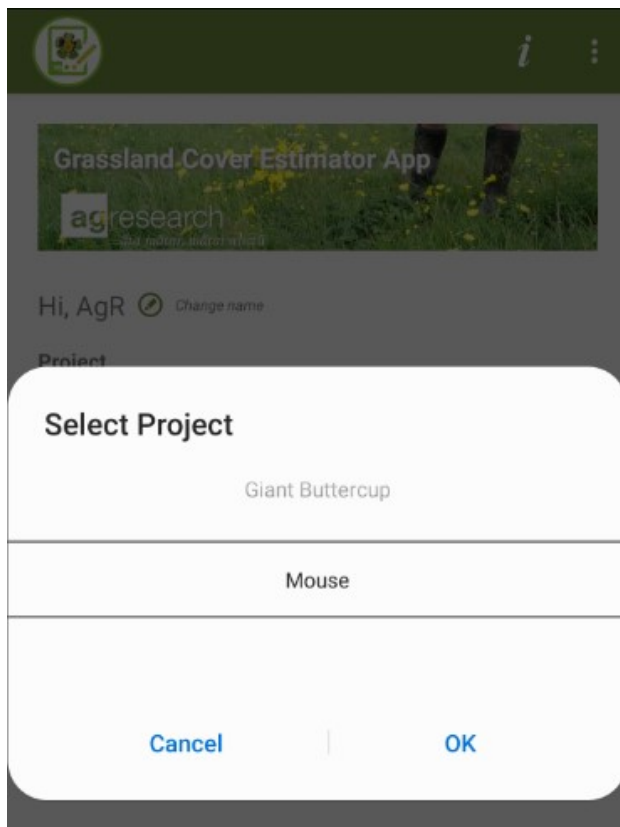 i
Grassland Cover Estimator App
agresearch
Hi, AgR Change name
Project
Select Project
Giant Buttercup
Mouse
Cancel
OK